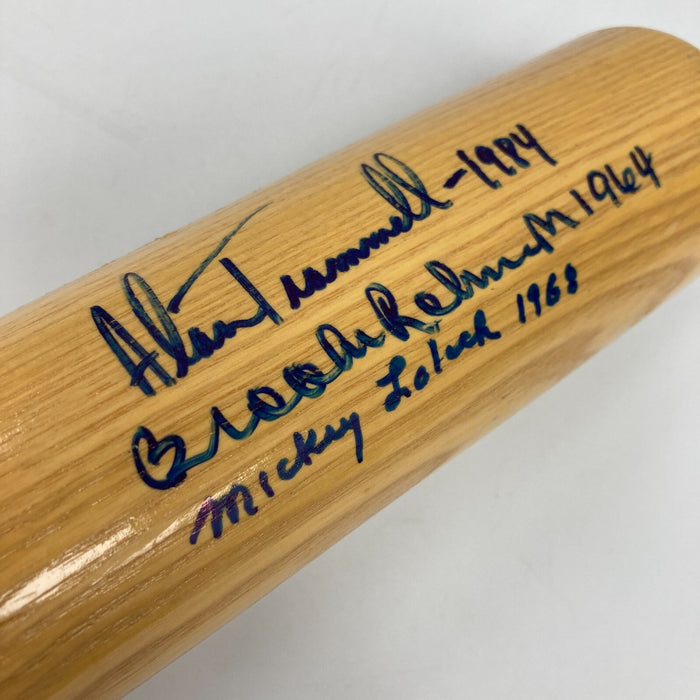 Alan Trammell - 1984
Brooks Robinson 1964
Mickey Lolich 1968